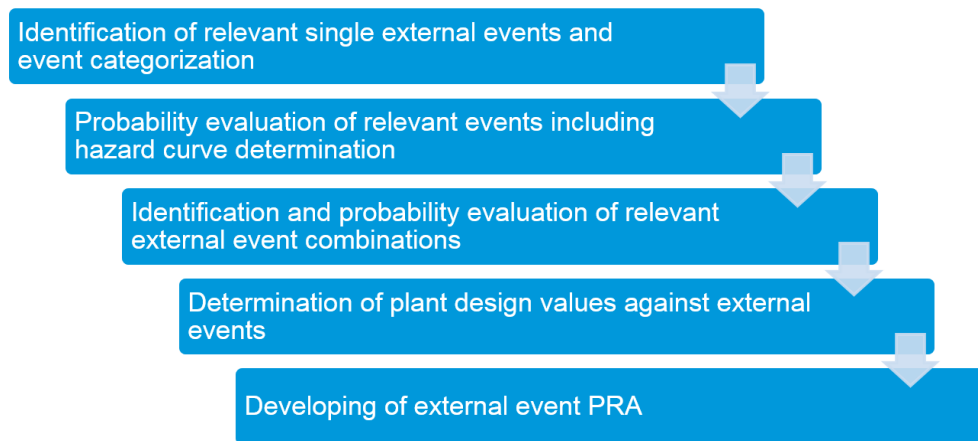 Identification of relevant single external events and
event categorization
Probability evaluation of relevant events including
hazard curve determination
Identification and probability evaluation of relevant
external event combinations
Determination of plant design values against external
events
Developing of external event PRA